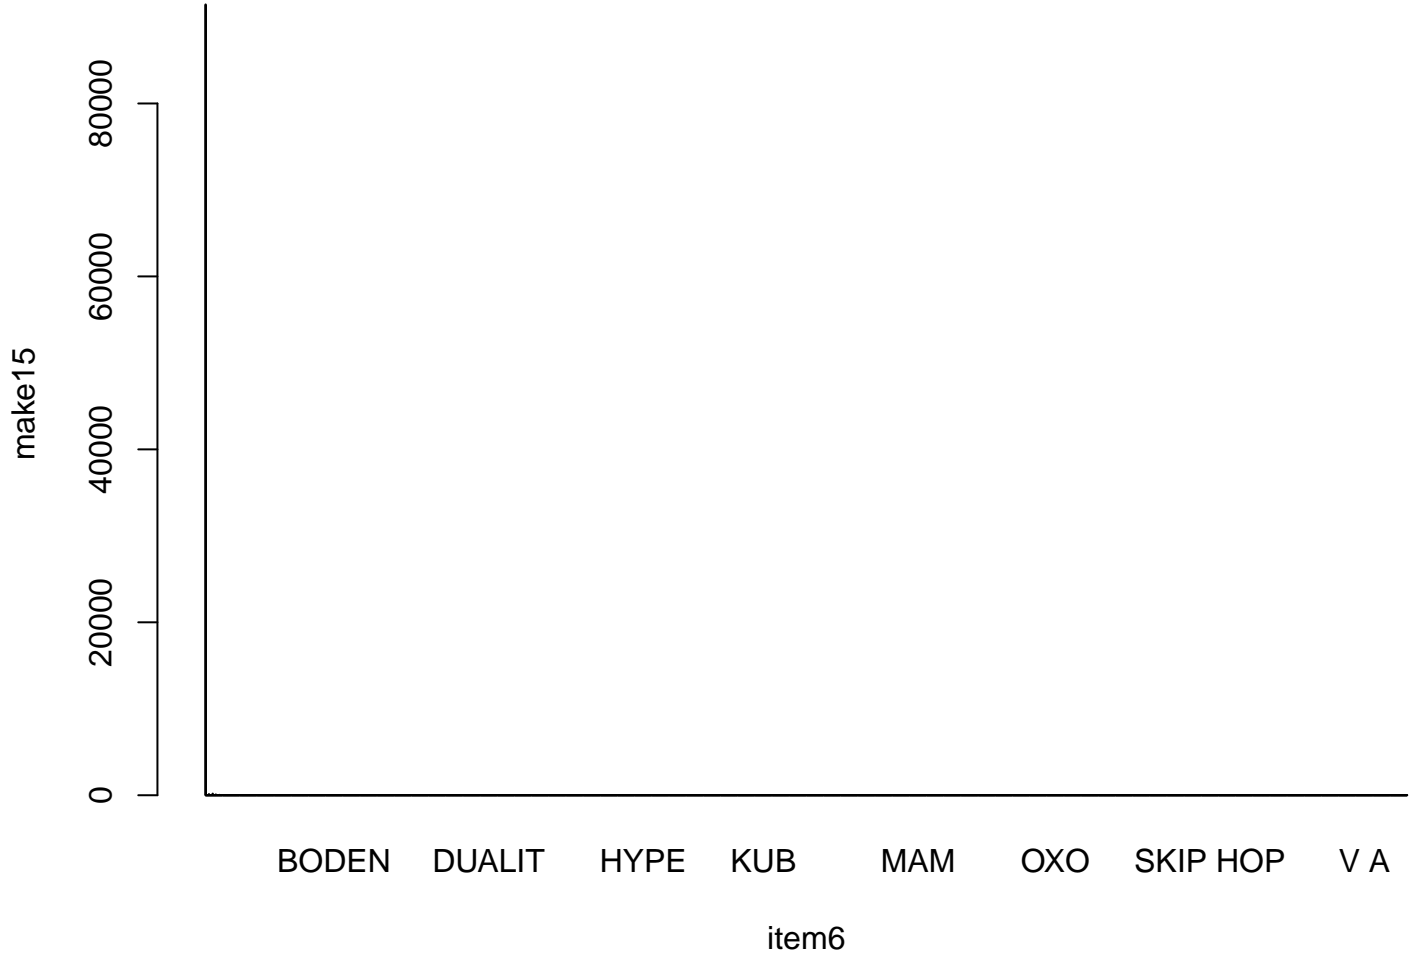 make15
80000
60000
40000
20000
0
BODEN DUALIT HYPE KUB MAM OXO SKIP HOP V A
item6